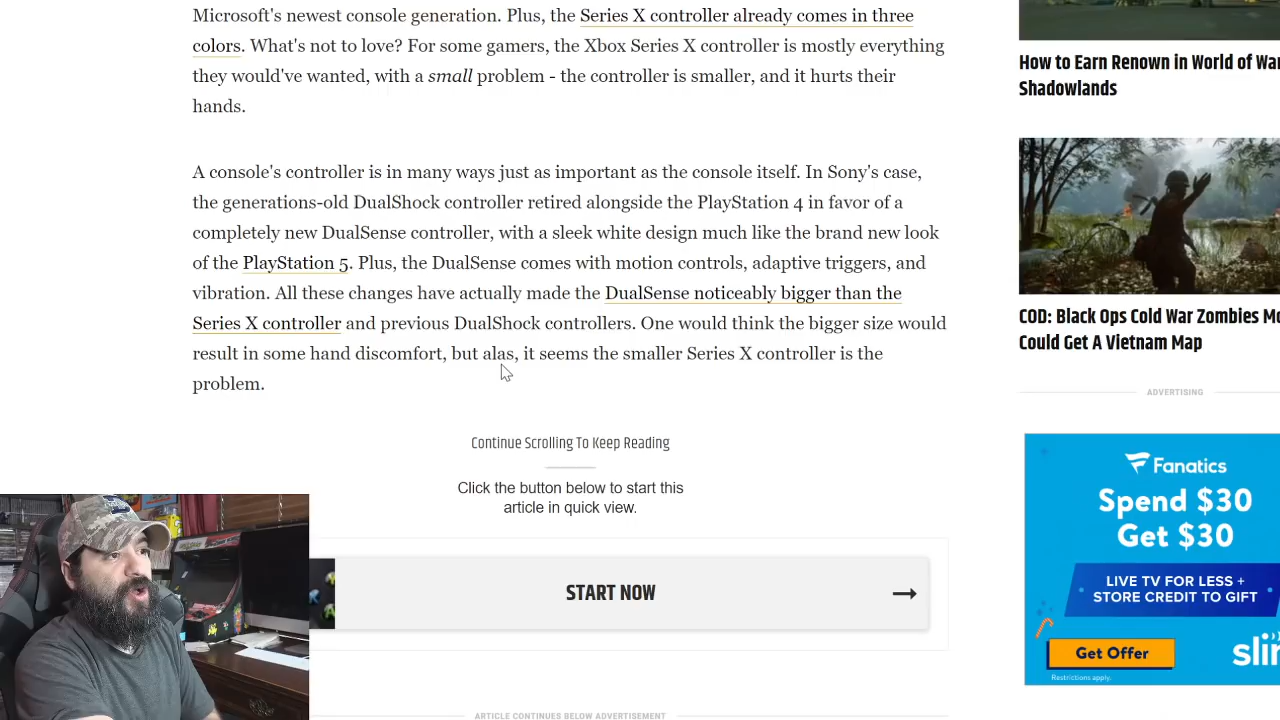 Microsoft's newest console generation. Plus, the Series X controller already comes in three
colors. What's not to love? For some gamers, the Xbox Series X controller is mostly everything
they would've wanted, with a small problem - the controller is smaller, and it hurts their
hands.
A console's controller is in many ways just as important as the console itself. In Sony's case,
the generations-old DualShock controller retired alongside the PlayStation 4 in favor of a
completely new DualSense controller, with a sleek white design much like the brand new look
of the PlayStation 5. Plus, the DualSense comes with motion controls, adaptive triggers, and
vibration. All these changes have actually made the DualSense noticeably bigger than the
Series X controller and previous DualShock controllers. One would think the bigger size would
result in some hand discomfort, but alas, it seems the smaller Series X controller is the
problem.
Continue Scrolling To Keep Reading
Click the button below to start this
article in quick view.
START NOW
ARTICLE CONTINUES BELOW ADVERTISEMENT
How to Earn Renown in World of War
Shadowlands
COD: Black Ops Cold War Zombies Mo
Could Get A Vietnam Map
ADVERTISING
Fanatics
Spend $30
Get $30
LIVE TV FOR LESS +
STORE CREDIT TO GIFT
Get Offer
slin
Restrictions apply.